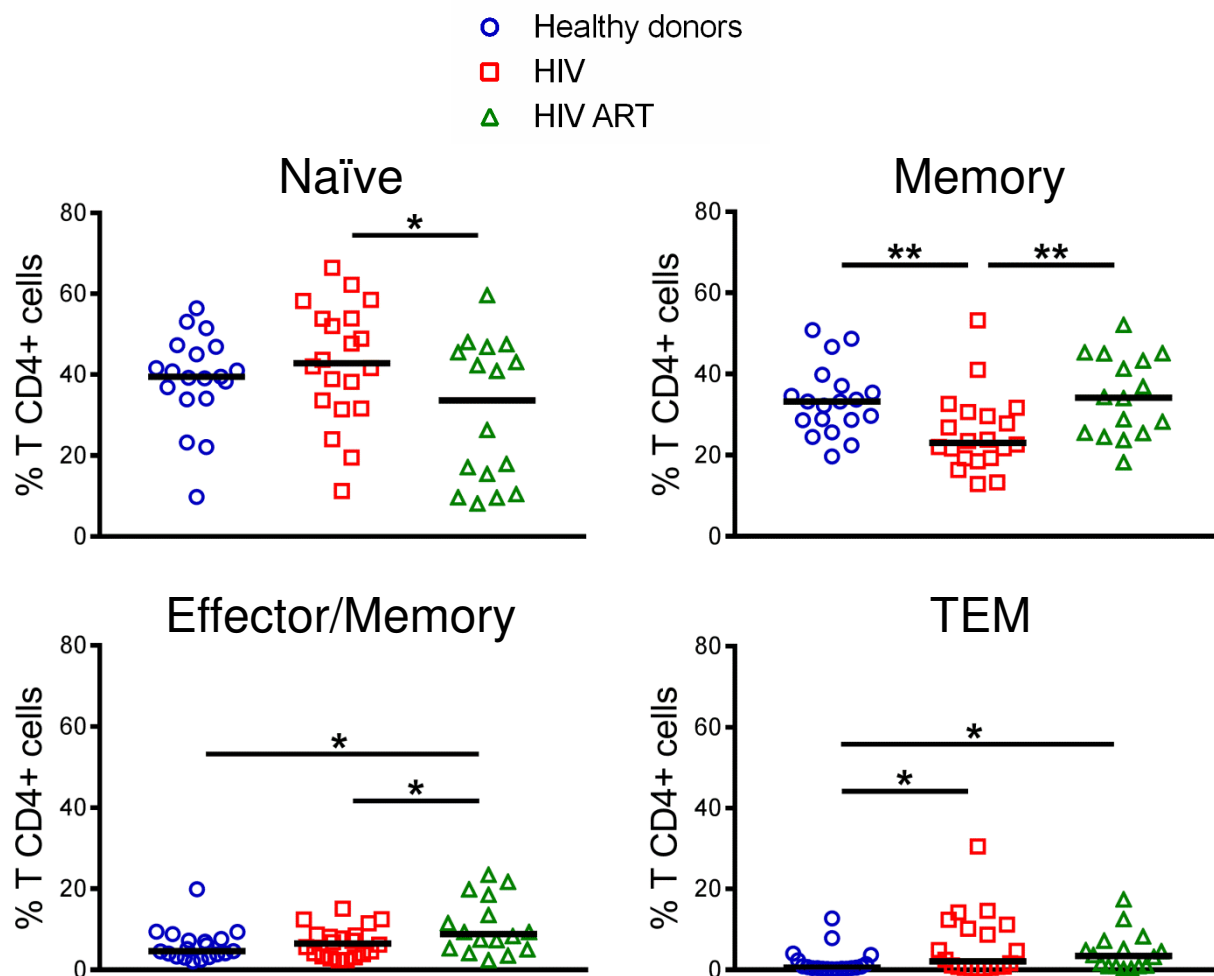 Healthy donors
HIV
HIV ART
Naïve
% T CD4+ cells
80
60
40
20
0
*
Memory
% T CD4+ cells
80
60
40
20
0
**
**
Effector/Memory
% T CD4+ cells
80
60
40
20
0
*
*
TEM
% T CD4+ cells
80
60
40
20
0
*
*